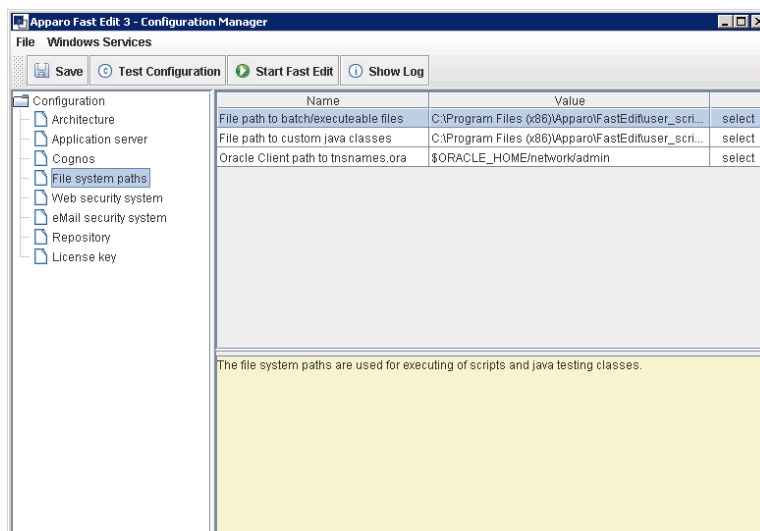 Apparo Fast Edit 3 - Configuration Manager
File Windows Services
Save Test Configuration Start Fast Edit Show Log
Configuration
Architecture
Application server
Cognos
File system paths
Web security system
eMail security system
Repository
License key
Name Value
File path to batch/executeable files C:\Program Files (x86)\Apparo\FastEdit\user_scri... select
File path to custom java classes C:\Program Files (x86)\Apparo\FastEdit\user_scri... select
Oracle Client path to tnsnames.ora $ORACLE_HOME/network/admin select
The file system paths are used for executing of scripts and java testing classes.